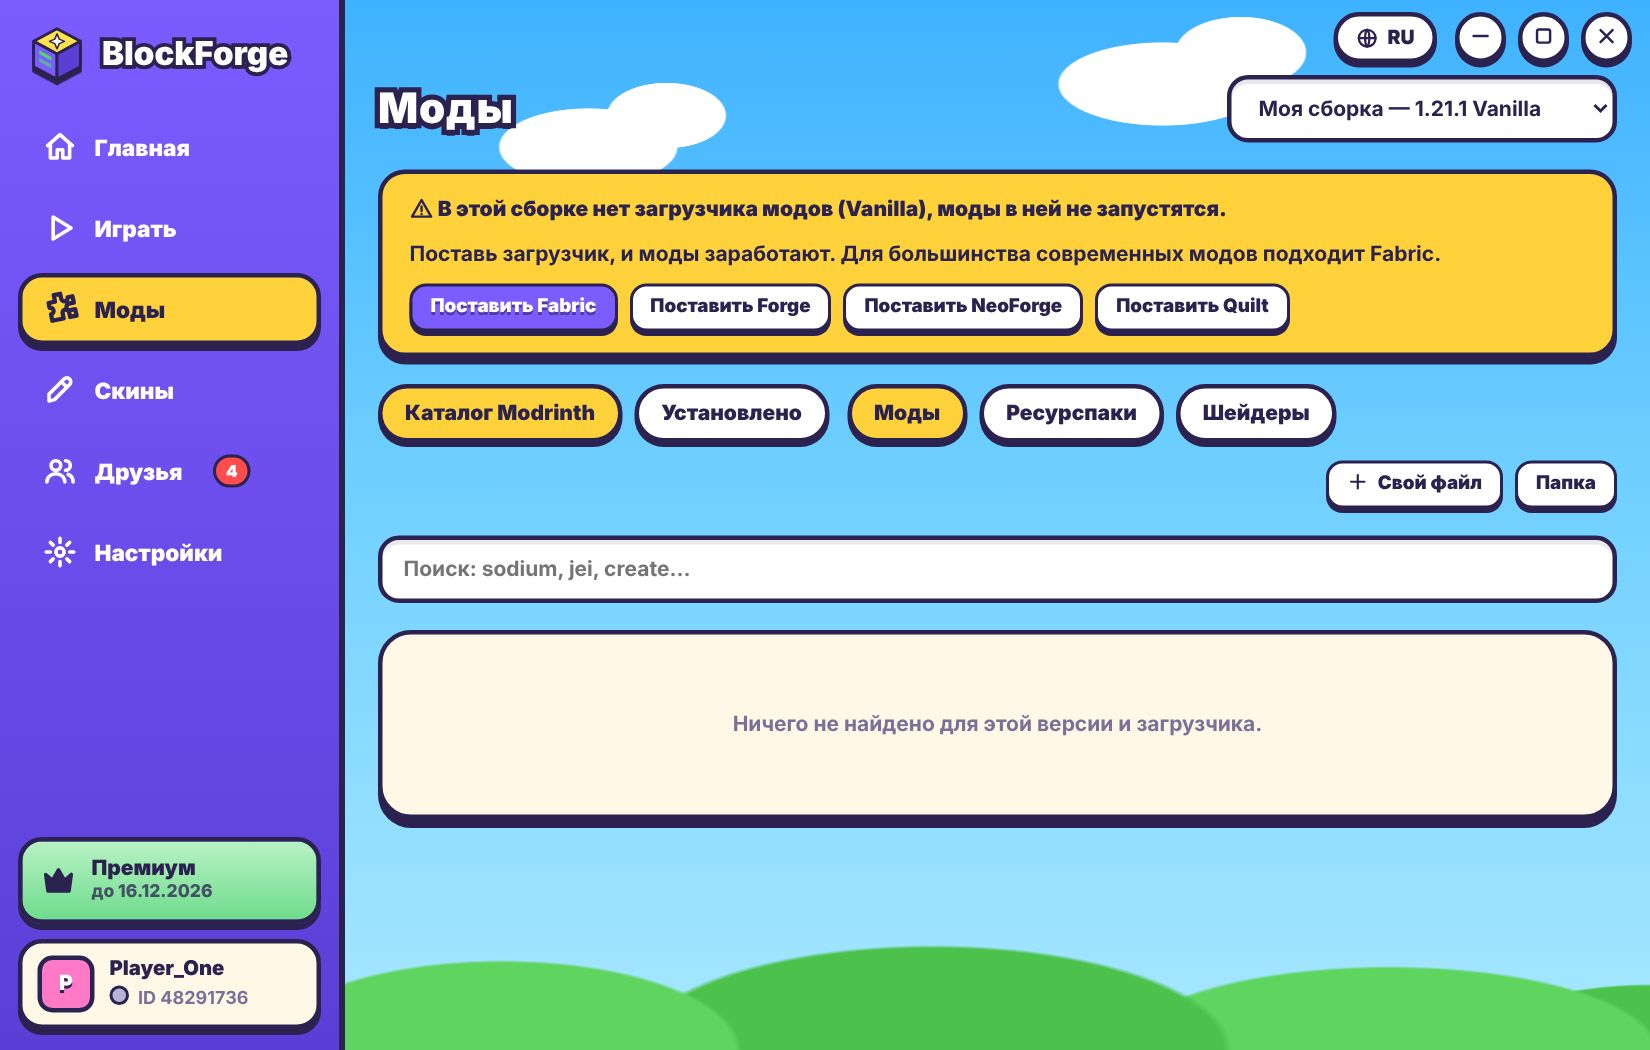 BlockForge
RU
Моды
Моя сборка — 1.21.1 Vanilla
Главная
Играть
Моды
Скины
Друзья 4
Настройки
В этой сборке нет загрузчика модов (Vanilla), моды в ней не запустятся.
Поставь загрузчик, и моды заработают. Для большинства современных модов подходит Fabric.
Поставить Fabric Поставить Forge Поставить NeoForge Поставить Quilt
Каталог Modrinth Установлено Моды Ресурспаки Шейдеры
+ Свой файл Папка
Поиск: sodium, jei, create...
Ничего не найдено для этой версии и загрузчика.
Премиум
до 16.12.2026
P
Player_One
ID 48291736